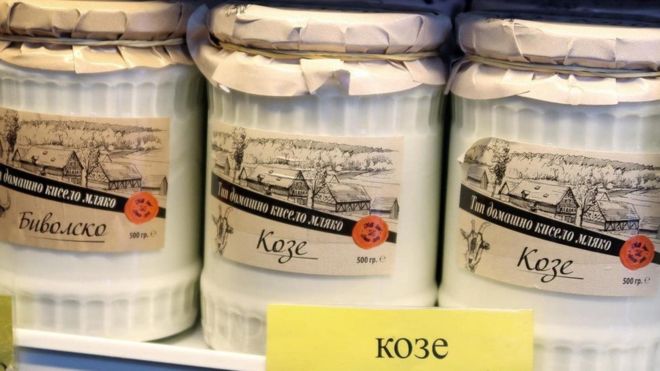 Тип домашно кисело мляко
Биволско
500 гр. ℮
Тип домашно кисело мляко
Козе
500 гр. ℮
Тип домашно кисело мляко
Козе
500 гр. ℮
козе